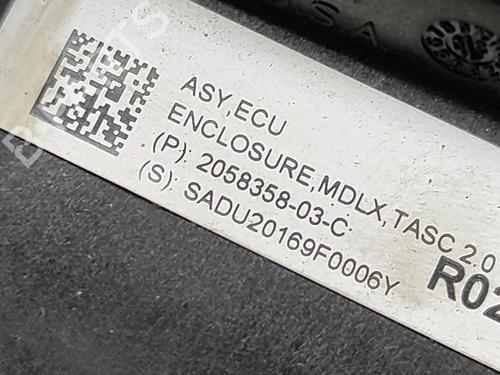 U.S.A.
ASY,ECU
ENCLOSURE,MDLX,TASC 2.0
(P): 2058358-03-C
(S): SADU20169F0006Y
R02